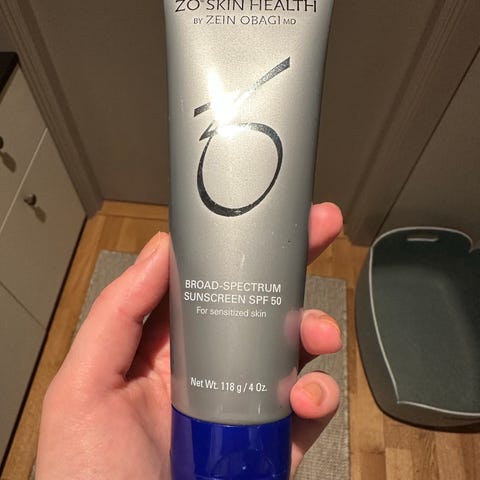 ZO® SKIN HEALTH
BY ZEIN OBAGI MD
BROAD-SPECTRUM
SUNSCREEN SPF 50
For sensitized skin
Net Wt. 118 g / 4 Oz.